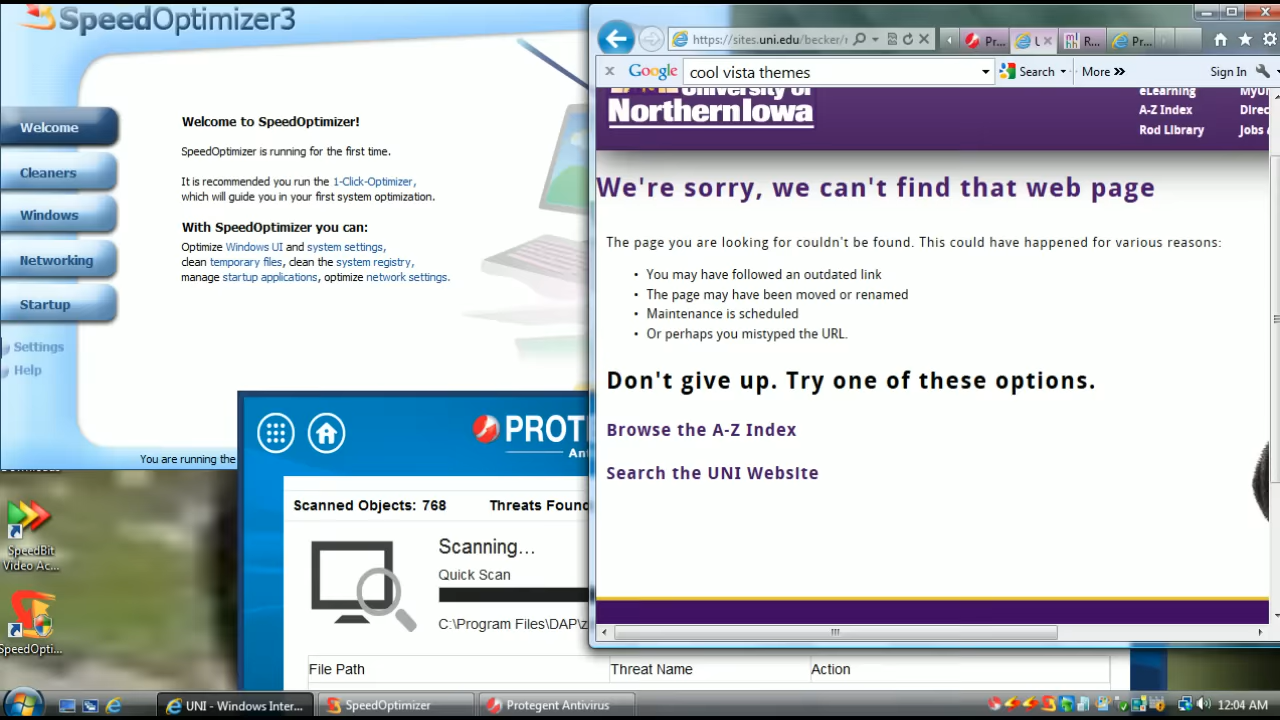 SpeedOptimizer3
Welcome
Cleaners
Windows
Networking
Startup
Settings
Help
Welcome to SpeedOptimizer!
SpeedOptimizer is running for the first time.
It is recommended you run the 1-Click-Optimizer,
which will guide you in your first system optimization.
With SpeedOptimizer you can:
Optimize Windows UI and system settings,
clean temporary files, clean the system registry,
manage startup applications, optimize network settings.
You are running the
https://sites.uni.edu/becker/
Pr...
R...
Pr...
Google
cool vista themes
Search
More
Sign In
University of
Northern Iowa
eLearning
A-Z Index
Rod Library
MyU
Direc
Jobs
We're sorry, we can't find that web page
The page you are looking for couldn't be found. This could have happened for various reasons:
• You may have followed an outdated link
• The page may have been moved or renamed
• Maintenance is scheduled
• Or perhaps you mistyped the URL.
Don't give up. Try one of these options.
Browse the A-Z Index
Search the UNI Website
PROT
An
Scanned Objects: 768
Threats Foun
Scanning...
Quick Scan
C:\Program Files\DAP\z
File Path
Threat Name
Action
SpeedBit
Video Ac...
SpeedOpti...
UNI - Windows Inter...
SpeedOptimizer
Protegent Antivirus
12:04 AM